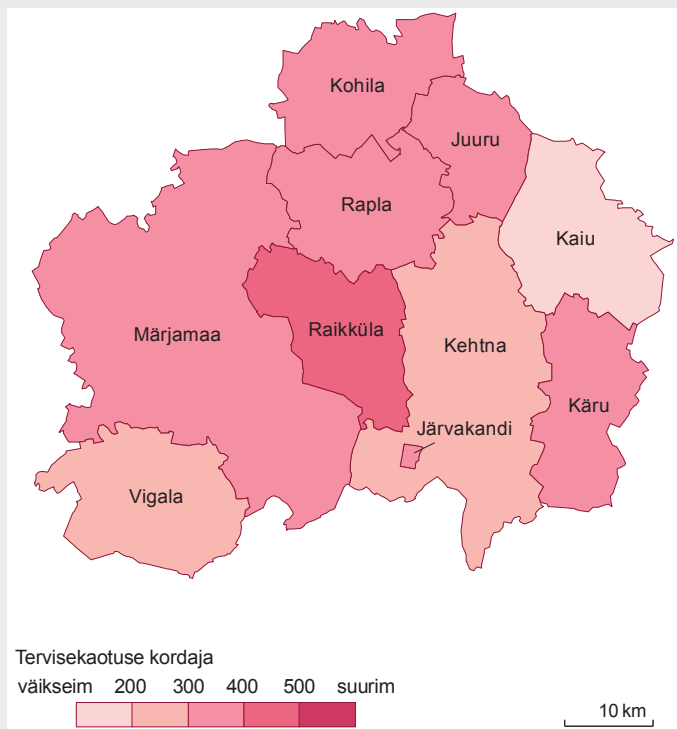 Kohila
Juuru
Rapla
Kaiu
Märjamaa
Raikküla
Kehtna
Käru
Järvakandi
Vigala
Tervisekaotuse kordaja
väikseim 200 300 400 500 suurim
10 km